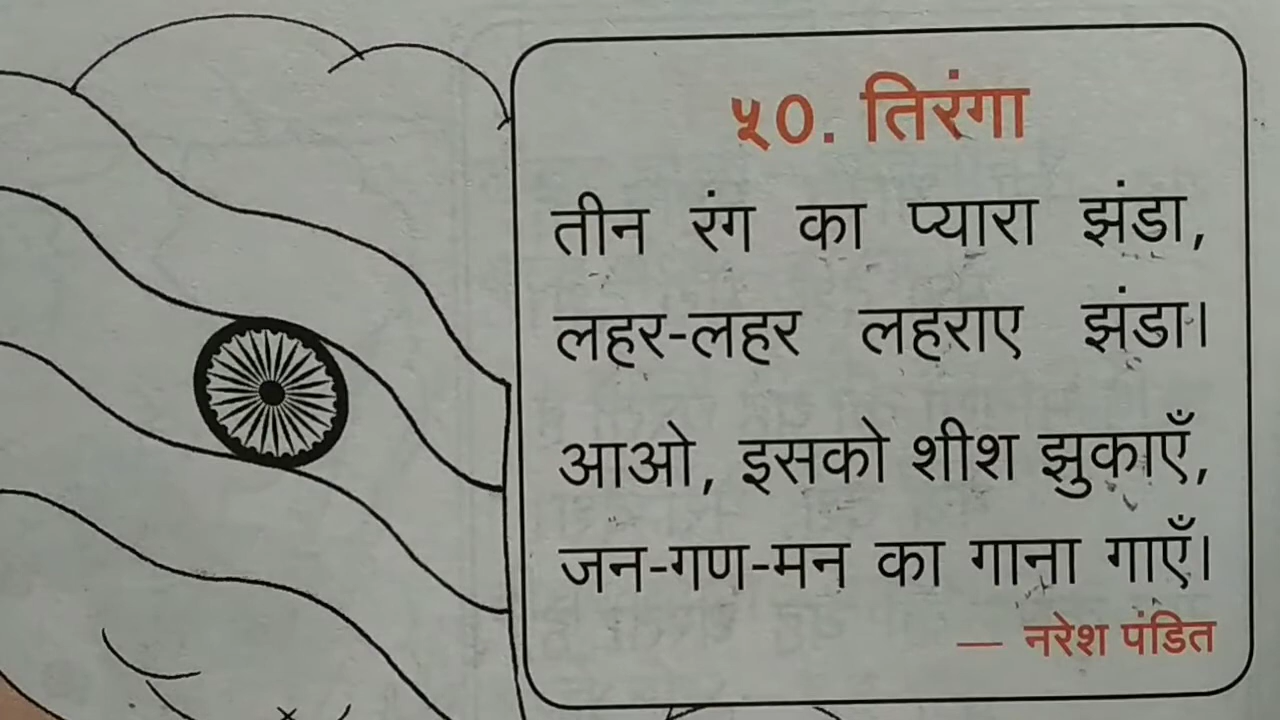 ५०. तिरंगा
तीन रंग का प्यारा झंडा,
लहर-लहर लहराए झंडा।
आओ, इसको शीश झुकाएँ,
जन-गण-मन का गाना गाएँ।
— नरेश पंडित